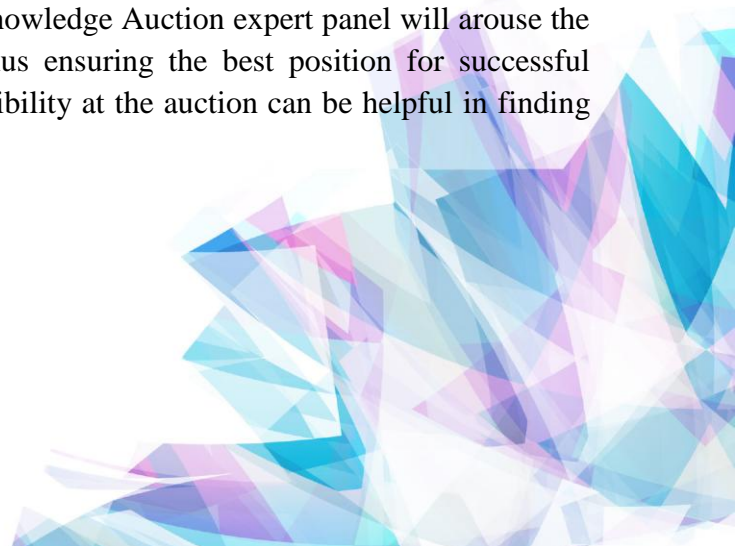 nowledge Auction expert panel will arouse the
us ensuring the best position for successful
ibility at the auction can be helpful in finding